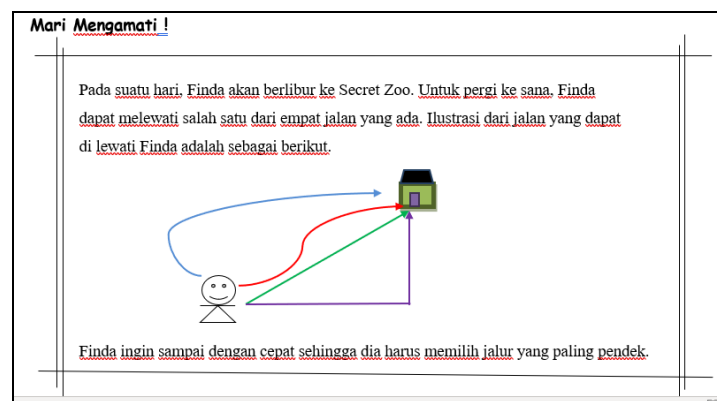 Mari Mengamati !
Pada suatu hari, Finda akan berlibur ke Secret Zoo. Untuk pergi ke sana, Finda
dapat melewati salah satu dari empat jalan yang ada. Ilustrasi dari jalan yang dapat
di lewati Finda adalah sebagai berikut.
Finda ingin sampai dengan cepat sehingga dia harus memilih jalur yang paling pendek.